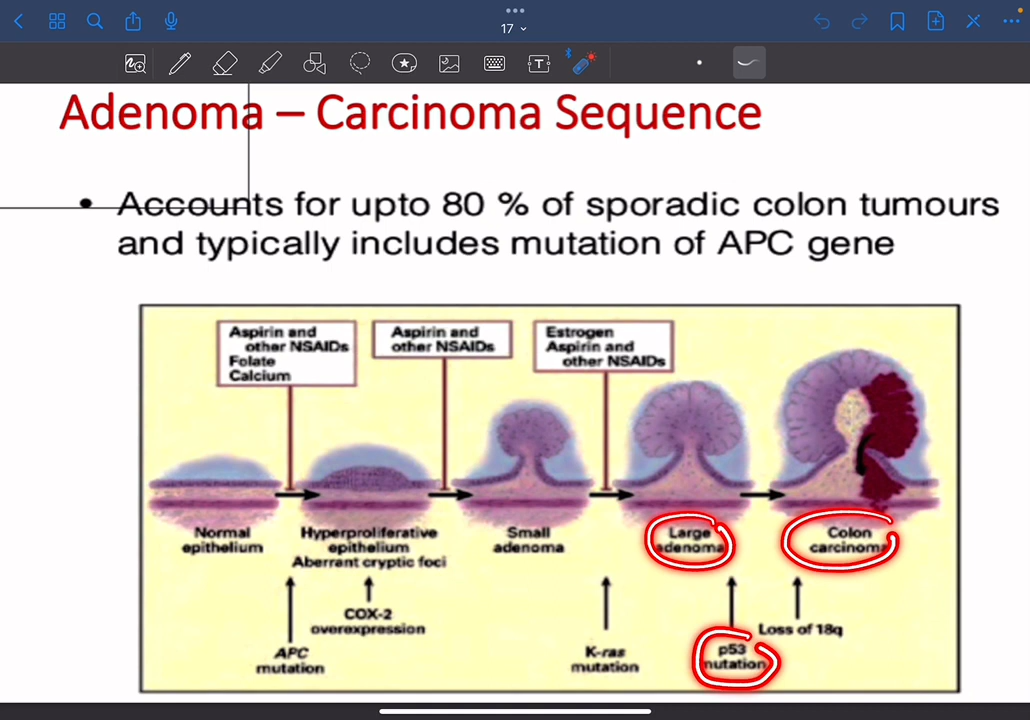 17
T
Adenoma – Carcinoma Sequence
• Accounts for upto 80 % of sporadic colon tumours
and typically includes mutation of APC gene
Aspirin and
other NSAIDs
Folate
Calcium
Aspirin and
other NSAIDs
Estrogen
Aspirin and
other NSAIDs
Normal
epithelium
Hyperproliferative
epithelium
Aberrant cryptic foci
Small
adenoma
Large
adenoma
Colon
carcinoma
APC
mutation
COX-2
overexpression
K-ras
mutation
p53
mutation
Loss of 18q